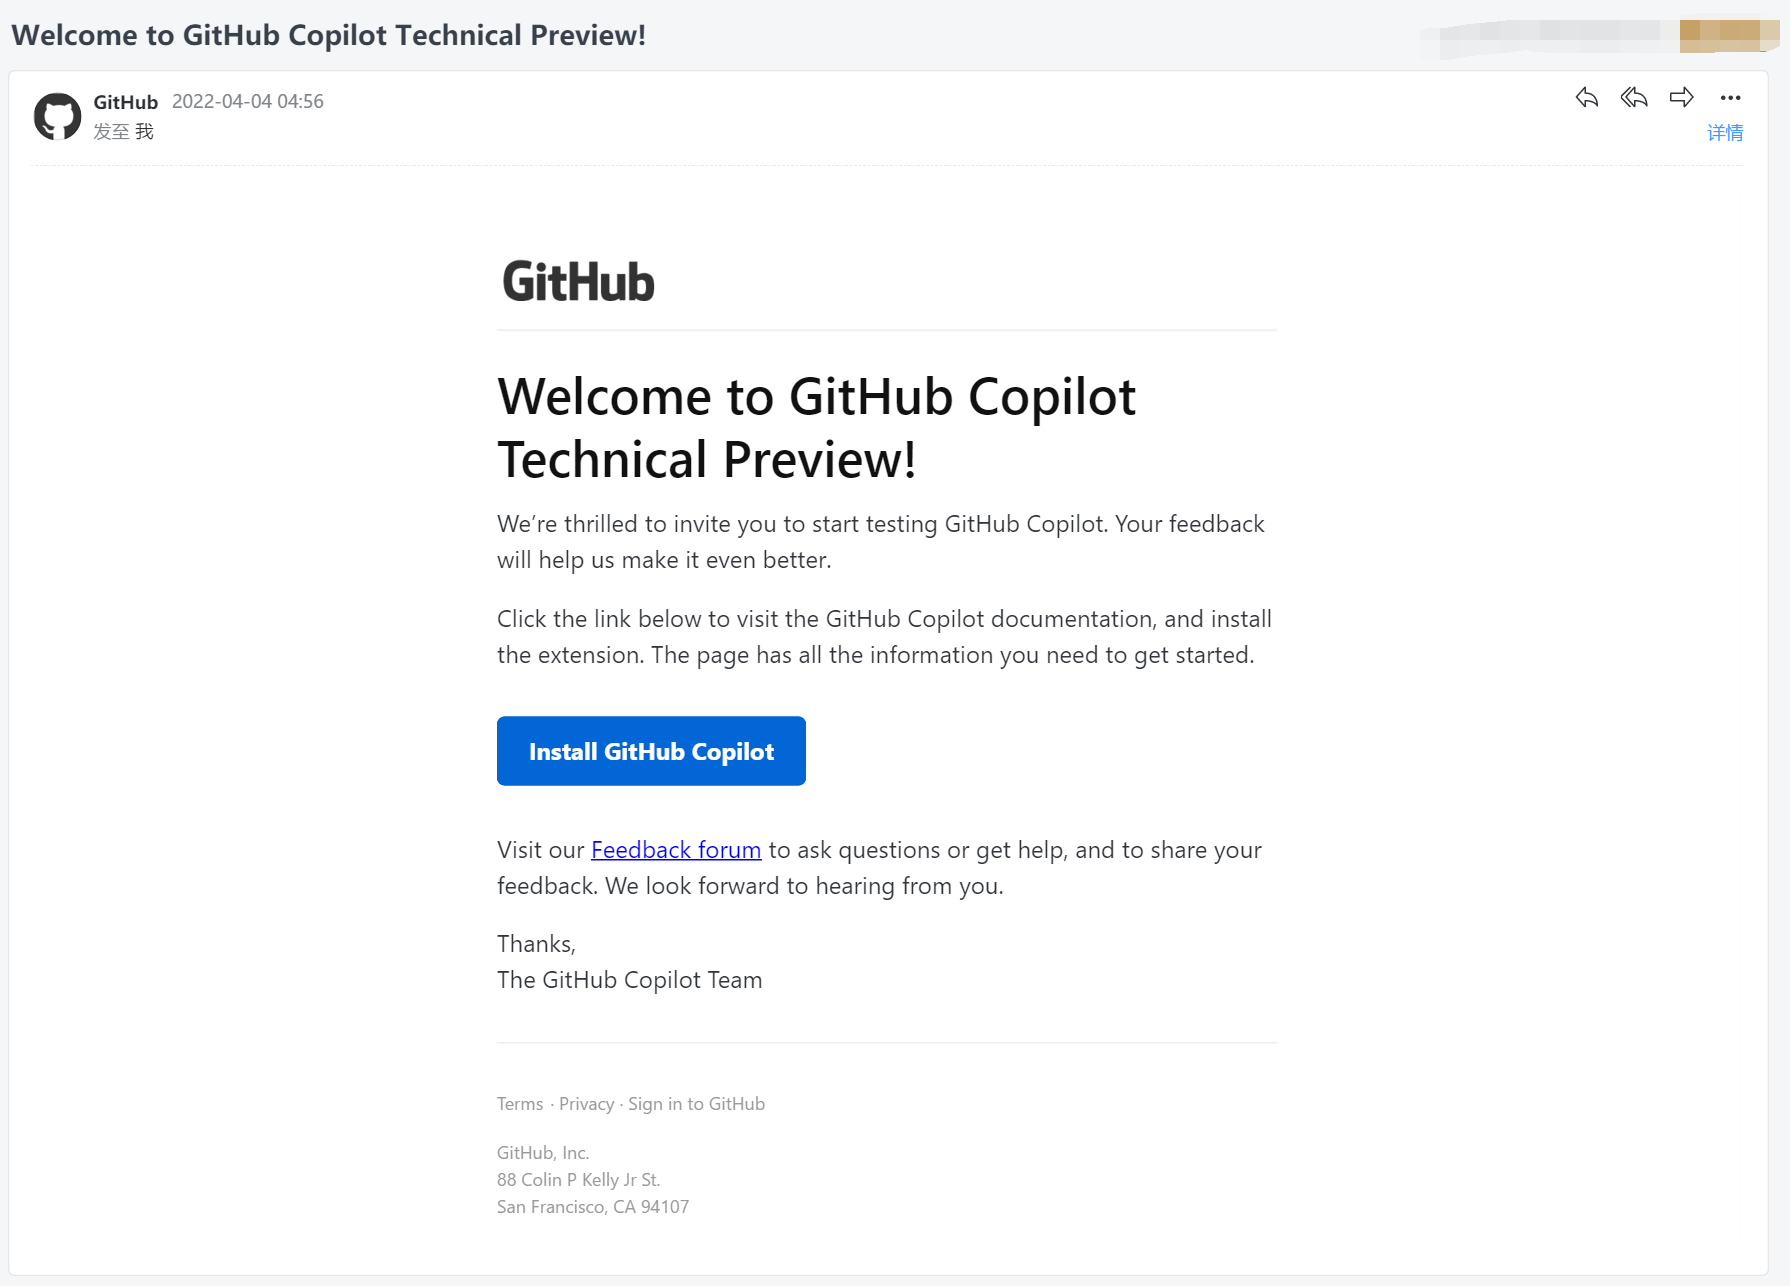 Welcome to GitHub Copilot Technical Preview!
GitHub 2022-04-04 04:56
发至 我
详情
GitHub
Welcome to GitHub Copilot
Technical Preview!
We’re thrilled to invite you to start testing GitHub Copilot. Your feedback
will help us make it even better.
Click the link below to visit the GitHub Copilot documentation, and install
the extension. The page has all the information you need to get started.
Install GitHub Copilot
Visit our Feedback forum to ask questions or get help, and to share your
feedback. We look forward to hearing from you.
Thanks,
The GitHub Copilot Team
Terms · Privacy · Sign in to GitHub
GitHub, Inc.
88 Colin P Kelly Jr St.
San Francisco, CA 94107